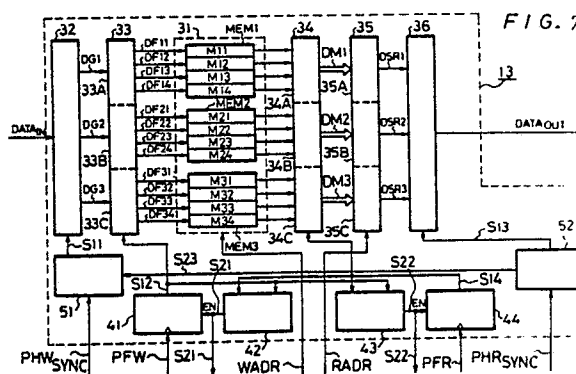 FIG. 7
32 33 31 MEM1 34 35 36
DG1 33A DF11 DF12 DF13 DF14 M11 M12 M13 M14 34A DM1 35A DSR1 13
DATAIN DG2 33B DF21 DF22 DF23 DF24 MEM2 M21 M22 M23 M24 34B DM2 35B DSR2 DATAOUT
DG3 33C DF31 DF32 DF33 DF34 M31 M32 M33 M34 MEM3 34C DM3 35C DSR3
S11 S23 S12 S21 S22 S14 S13 52
51 41 EN 42 43 EN 44
PHWSYNC PFW S21 WADR RADR S22 PFR PHRSYNC